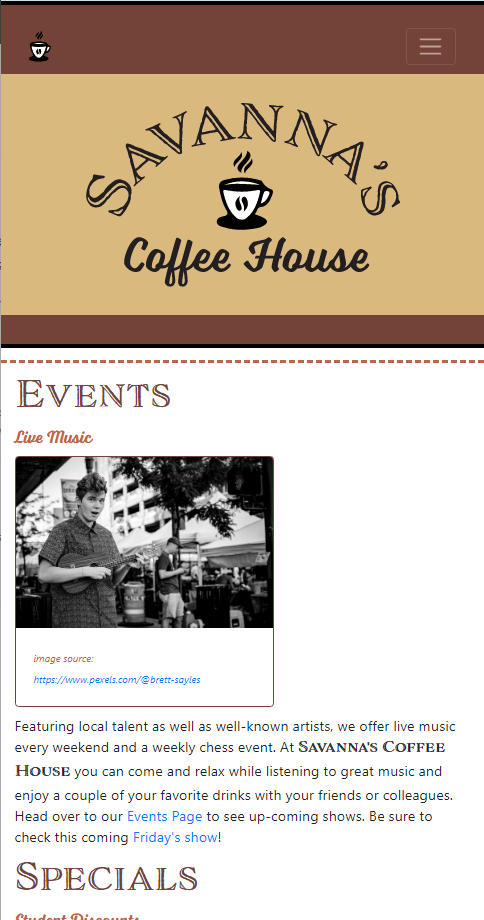 SAVANNA'S
Coffee House
EVENTS
Live Music
image source:
https://www.pexels.com/@brett-sayles
Featuring local talent as well as well-known artists, we offer live music
every weekend and a weekly chess event. At SAVANNA'S COFFEE
HOUSE you can come and relax while listening to great music and
enjoy a couple of your favorite drinks with your friends or colleagues.
Head over to our Events Page to see up-coming shows. Be sure to
check this coming Friday's show!
SPECIALS
Student Discounts